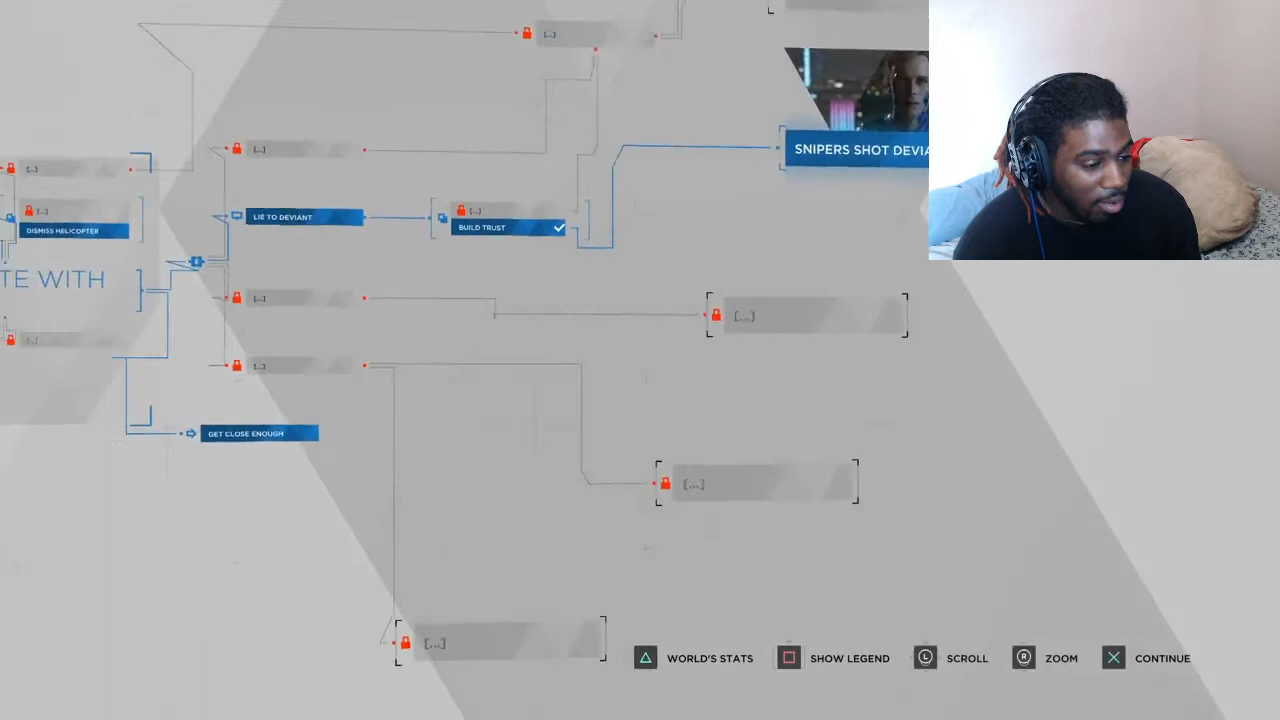 [...]
[...]
[...]
SNIPERS SHOT DEVIA
[...]
[...]
DISMISS HELICOPTER
LIE TO DEVIANT
[...]
BUILD TRUST
TE WITH
[...]
[...]
[...]
[...]
GET CLOSE ENOUGH
[...]
[...]
WORLD'S STATS
SHOW LEGEND
L
SCROLL
R
ZOOM
CONTINUE